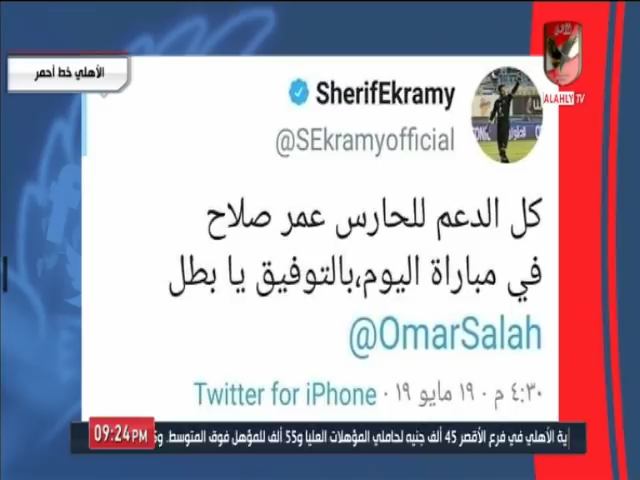 الأهلي خط أحمر
ALAHLY TV
SherifEkramy
@SEkramyofficial
كل الدعم للحارس عمر صلاح
في مباراة اليوم،بالتوفيق يا بطل
@OmarSalah
٤:٣٠ م · ١٩ مايو ١٩ · Twitter for iPhone
ية الأهلي في فرع الأقصر 45 ألف جنيه لحاملي المؤهلات العليا و55 ألف للمؤهل فوق المتوسط. و
09:24 PM